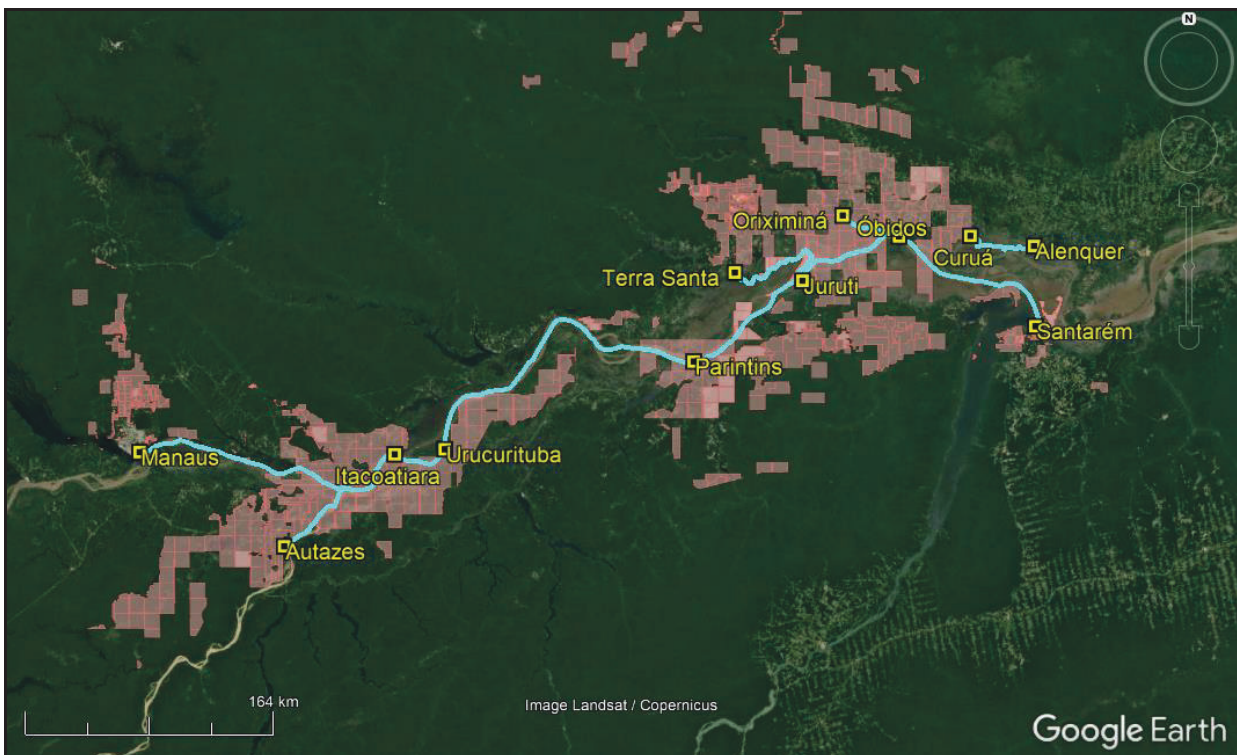 N
Oriximiná
Óbidos
Curuá
Alenquer
Terra Santa
Juruti
Santarém
Parintins
Manaus
Itacoatiara
Urucurituba
Autazes
164 km
Image Landsat / Copernicus
Google Earth